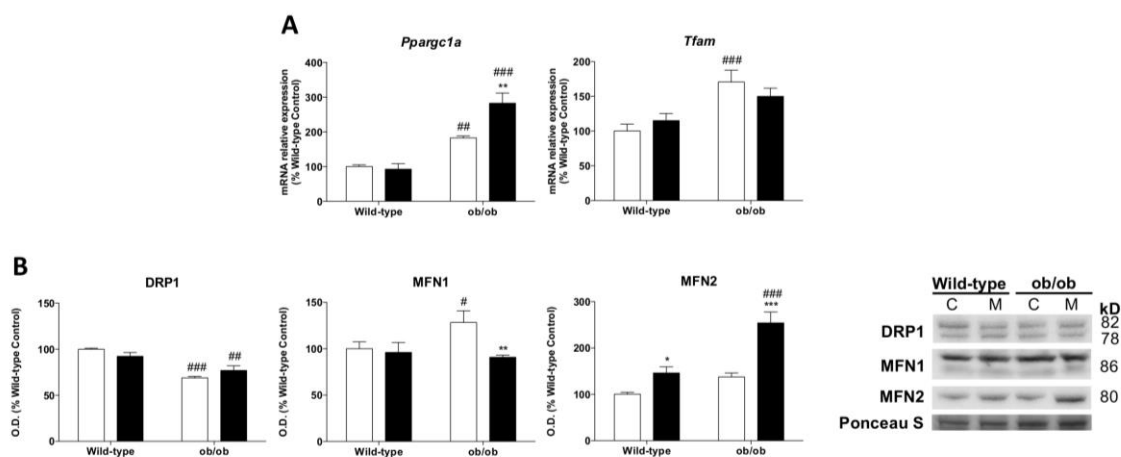 A
Ppargc1a
mRNA relative expression
(% Wild-type Control)
400
300
200
100
0
###
##
**
Wild-type
ob/ob
Tfam
mRNA relative expression
(% Wild-type Control)
200
150
100
50
0
###
Wild-type
ob/ob
B
DRP1
O.D. (% Wild-type Control)
150
100
50
0
###
##
Wild-type
ob/ob
MFN1
O.D. (% Wild-type Control)
150
100
50
0
#
**
Wild-type
ob/ob
MFN2
O.D. (% Wild-type Control)
300
200
100
0
*
###
***
Wild-type
ob/ob
Wild-type ob/ob
C M C M kD
DRP1 82
78
MFN1 86
MFN2 80
Ponceau S